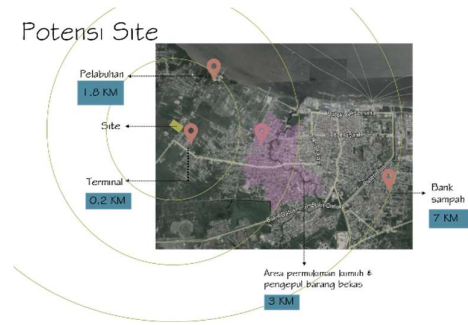 Potensi Site
Pelabuhan
1.8 KM
Site
Terminal
0.2 KM
Bank
sampah
7 KM
Area permukiman kumuh &
pengepul barang bekas
3 KM